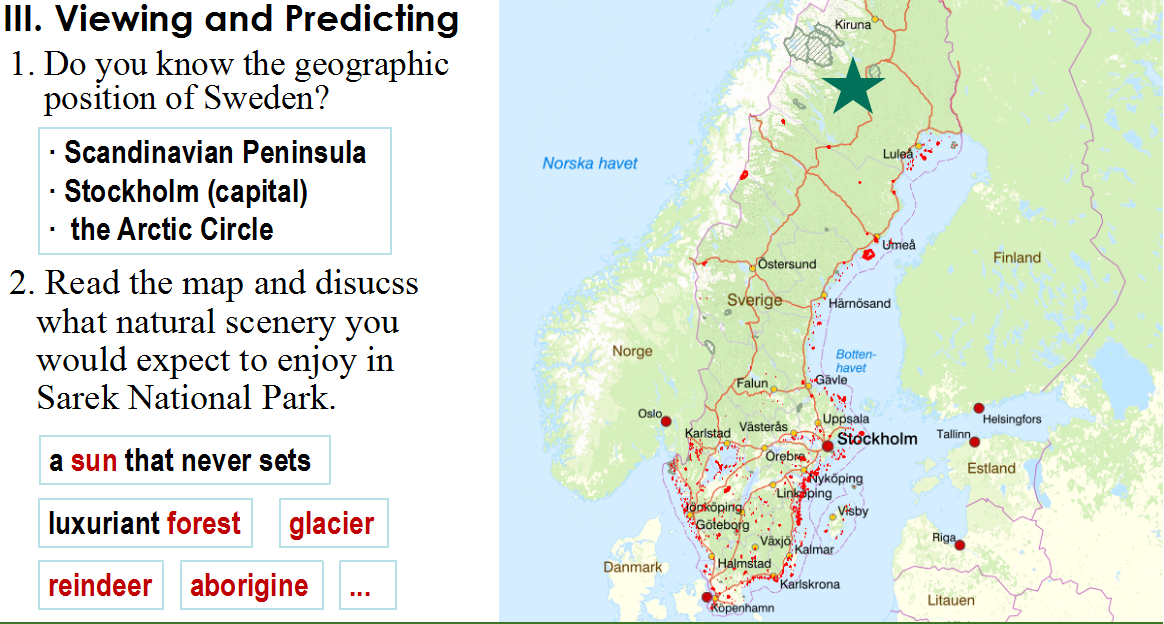 III. Viewing and Predicting
1. Do you know the geographic
position of Sweden?
· Scandinavian Peninsula
· Stockholm (capital)
· the Arctic Circle
2. Read the map and disucss
what natural scenery you
would expect to enjoy in
Sarek National Park.
a sun that never sets
luxuriant forest
glacier
reindeer
aborigine
...
Kiruna
Norska havet
Luleå
Umeå
Östersund
Finland
Sverige
Härnösand
Norge
Botten-
havet
Falun
Gävle
Oslo
Uppsala
Helsingfors
Karlstad
Västerås
Stockholm
Tallinn
Örebro
Estland
Nyköping
Linköping
Jönköping
Visby
Göteborg
Riga
Växjö
Kalmar
Danmark
Halmstad
Karlskrona
Litauen
Köpenhamn